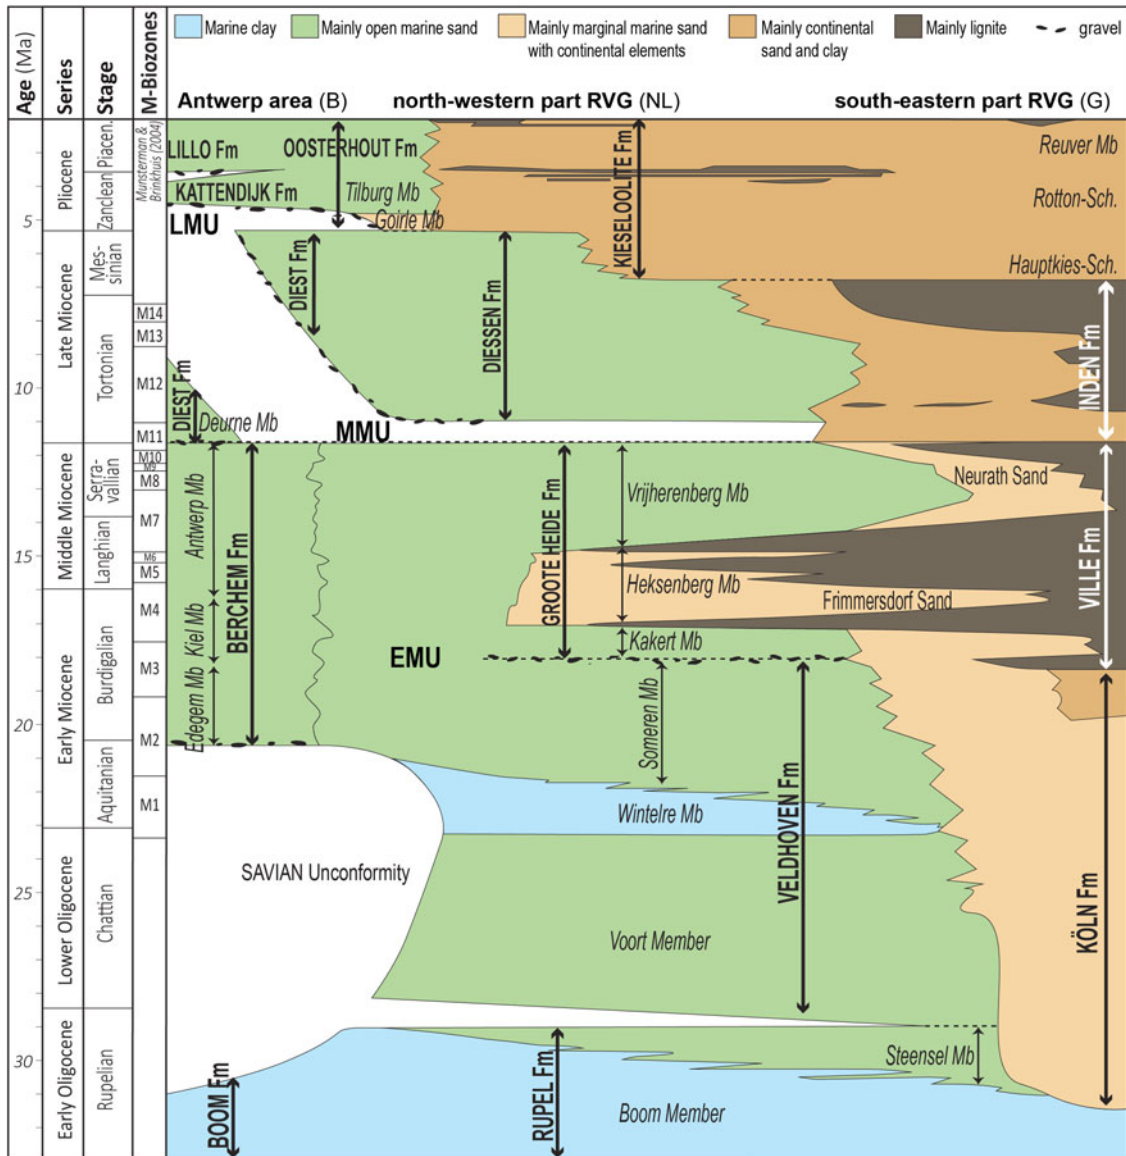 Marine clay
Mainly open marine sand
Mainly marginal marine sand
with continental elements
Mainly continental
sand and clay
Mainly lignite
gravel
Age (Ma)
Series
Stage
M-Biozones
Antwerp area (B)
north-western part RVG (NL)
south-eastern part RVG (G)
5
10
15
20
25
30
Pliocene
Late Miocene
Middle Miocene
Early Miocene
Lower Oligocene
Early Oligocene
Piacen.
Zanclean
Mes-
sinian
Tortonian
Serra-
vallian
Langhian
Burdigalian
Aquitanian
Chattian
Rupelian
Munsterman &
Brinkhuis (2004)
M14
M13
M12
M11
M10
M9
M8
M7
M6
M5
M4
M3
M2
M1
LILLO Fm
OOSTERHOUT Fm
KATTENDIJK Fm
Tilburg Mb
Goirle Mb
LMU
KIESELOOLITE Fm
Reuver Mb
Rotton-Sch.
Hauptkies-Sch.
DIEST Fm
DIESSEN Fm
INDEN Fm
DIEST Fm
Deurne Mb
MMU
Antwerp Mb
Kiel Mb
Edegem Mb
BERCHEM Fm
EMU
GROOTE HEIDE Fm
Vrijherenberg Mb
Heksenberg Mb
Kakert Mb
Neurath Sand
Frimmersdorf Sand
VILLE Fm
Someren Mb
Wintelre Mb
VELDHOVEN Fm
SAVIAN Unconformity
Voort Member
KÖLN Fm
Steensel Mb
BOOM Fm
RUPEL Fm
Boom Member